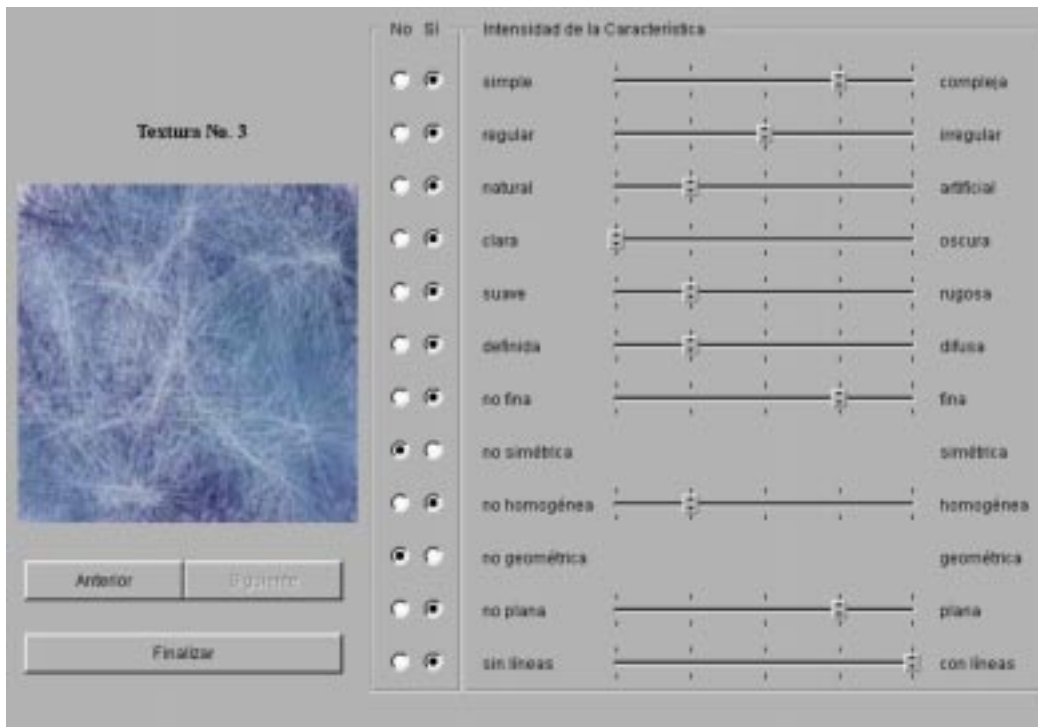 No Sí Intensidad de la Característica
simple compleja
Textura No. 3
regular irregular
natural artificial
clara oscura
suave rugosa
definida difusa
no fina fina
no simétrica simétrica
no homogénea homogénea
no geométrica geométrica
Anterior Siguiente
no plana plana
Finalizar
sin líneas con líneas